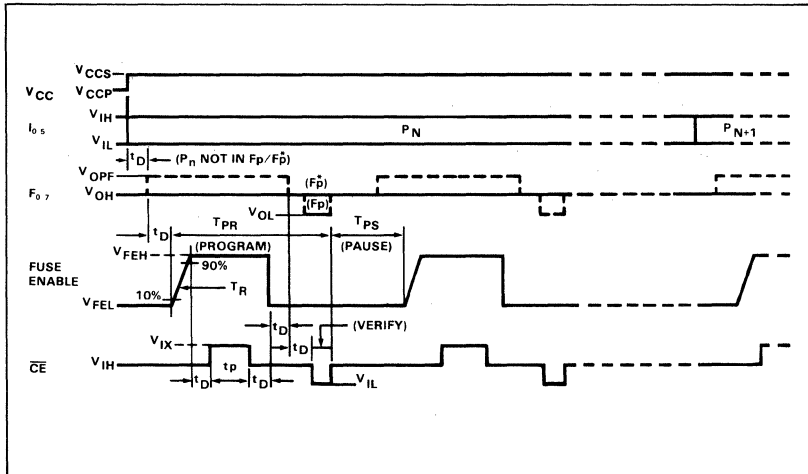 VCCS
VCC VCCP
VIH
I0 5 PN PN+1
VIL
tD (Pn NOT IN Fp/F*p)
VOPF (F*p)
F0 7 VOH (Fp)
VOL
tD TPR TPS
VFEH (PROGRAM) (PAUSE)
90%
FUSE
ENABLE
10% TR
VFEL
tD (VERIFY)
tD
VIX
CE VIH tp
tD tD VIL